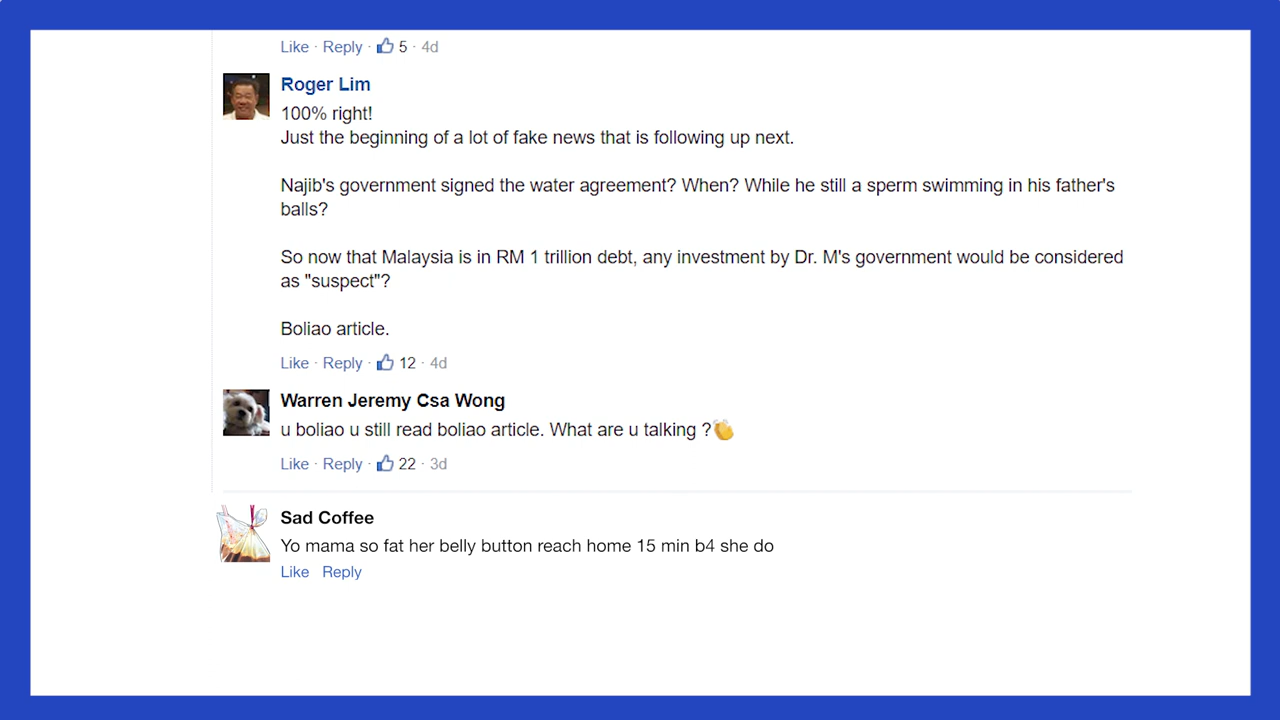 Like · Reply · 5 · 4d
Roger Lim
100% right!
Just the beginning of a lot of fake news that is following up next.
Najib's government signed the water agreement? When? While he still a sperm swimming in his father's
balls?
So now that Malaysia is in RM 1 trillion debt, any investment by Dr. M's government would be considered
as "suspect"?
Boliao article.
Like · Reply · 12 · 4d
Warren Jeremy Csa Wong
u boliao u still read boliao article. What are u talking ?👏
Like · Reply · 22 · 3d
Sad Coffee
Yo mama so fat her belly button reach home 15 min b4 she do
Like Reply